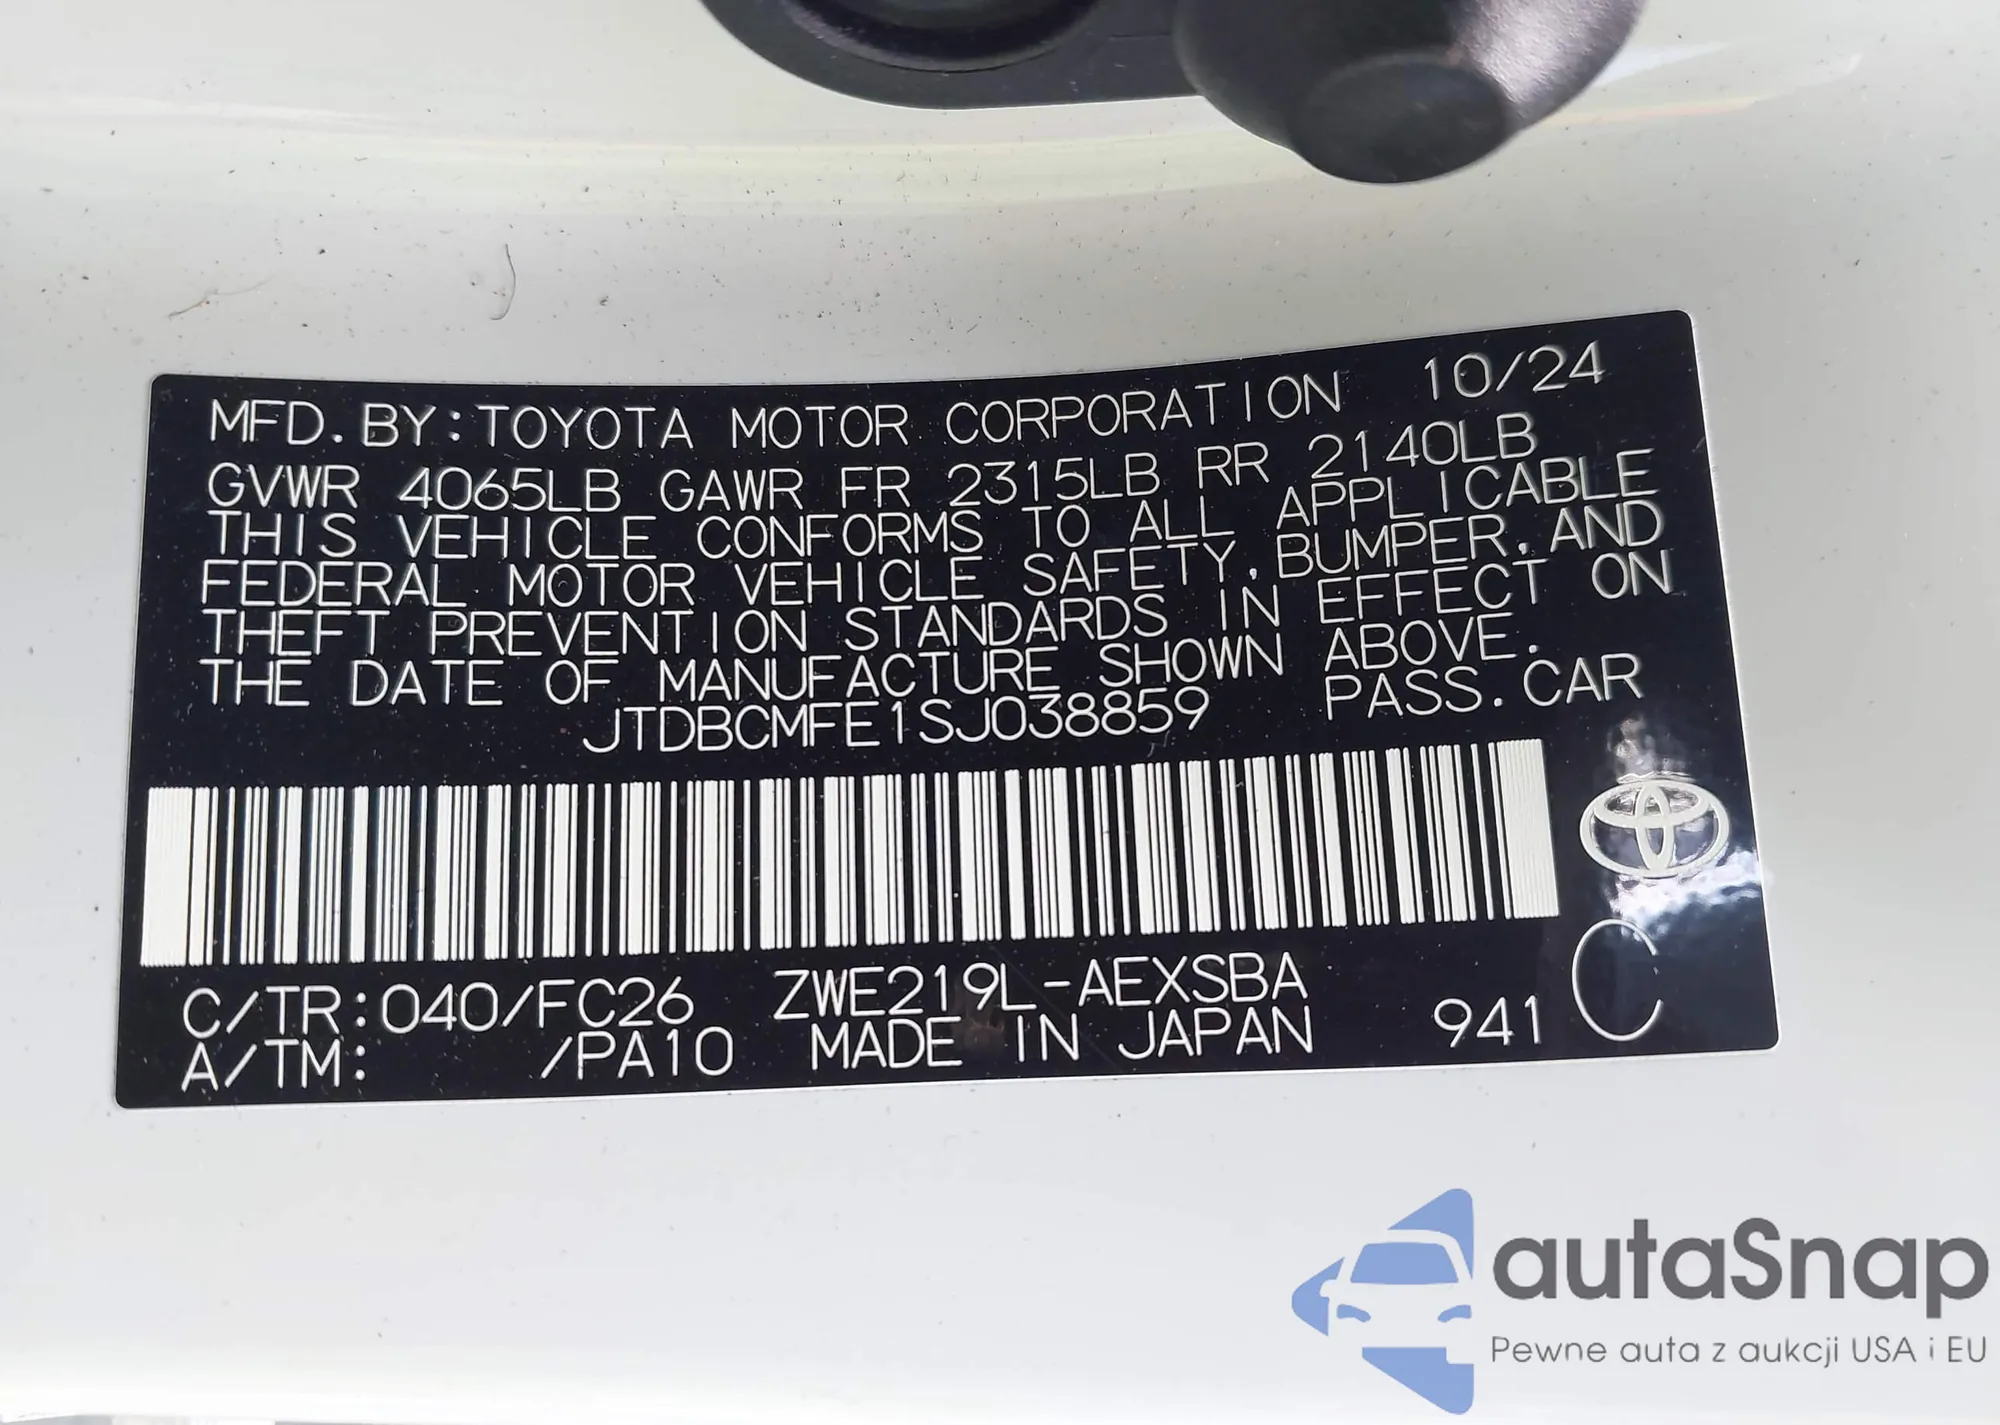 MFD. BY: TOYOTA MOTOR CORPORATION 10/24
GVWR 4065LB GAWR FR 2315LB RR 2140LB
THIS VEHICLE CONFORMS TO ALL APPLICABLE
FEDERAL MOTOR VEHICLE SAFETY, BUMPER, AND
THEFT PREVENTION STANDARDS IN EFFECT ON
THE DATE OF MANUFACTURE SHOWN ABOVE.
JTDBCMFE1SJ038859 PASS. CAR
C/TR: 040/FC26 ZWE219L-AEXSBA
A/TM: /PA10 MADE IN JAPAN 941 C
autaSnap
Pewne auta z aukcji USA i EU